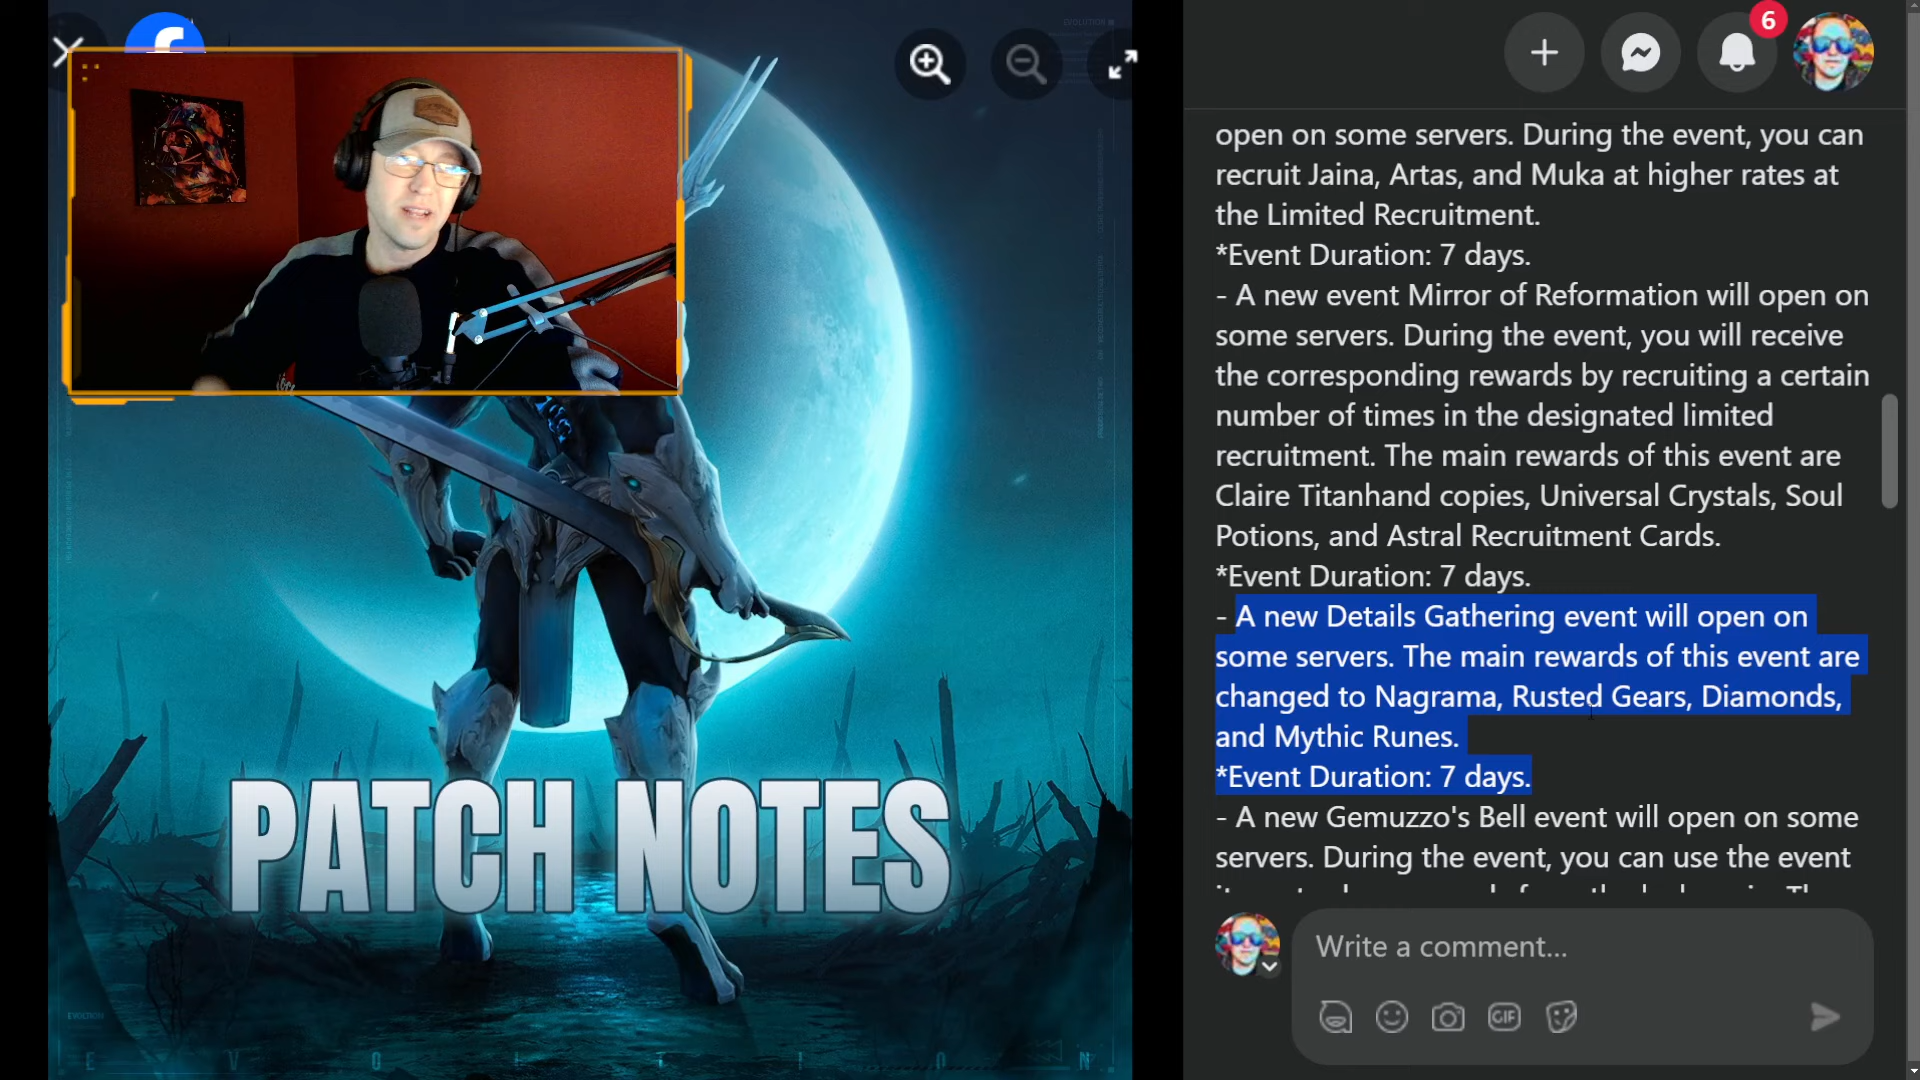 6
open on some servers. During the event, you can
recruit Jaina, Artas, and Muka at higher rates at
the Limited Recruitment.
*Event Duration: 7 days.
- A new event Mirror of Reformation will open on
some servers. During the event, you will receive
the corresponding rewards by recruiting a certain
number of times in the designated limited
recruitment. The main rewards of this event are
Claire Titanhand copies, Universal Crystals, Soul
Potions, and Astral Recruitment Cards.
*Event Duration: 7 days.
- A new Details Gathering event will open on
some servers. The main rewards of this event are
changed to Nagrama, Rusted Gears, Diamonds,
and Mythic Runes.
*Event Duration: 7 days.
- A new Gemuzzo's Bell event will open on some
servers. During the event, you can use the event
PATCH NOTES
EVOLUTION
Write a comment...
GIF